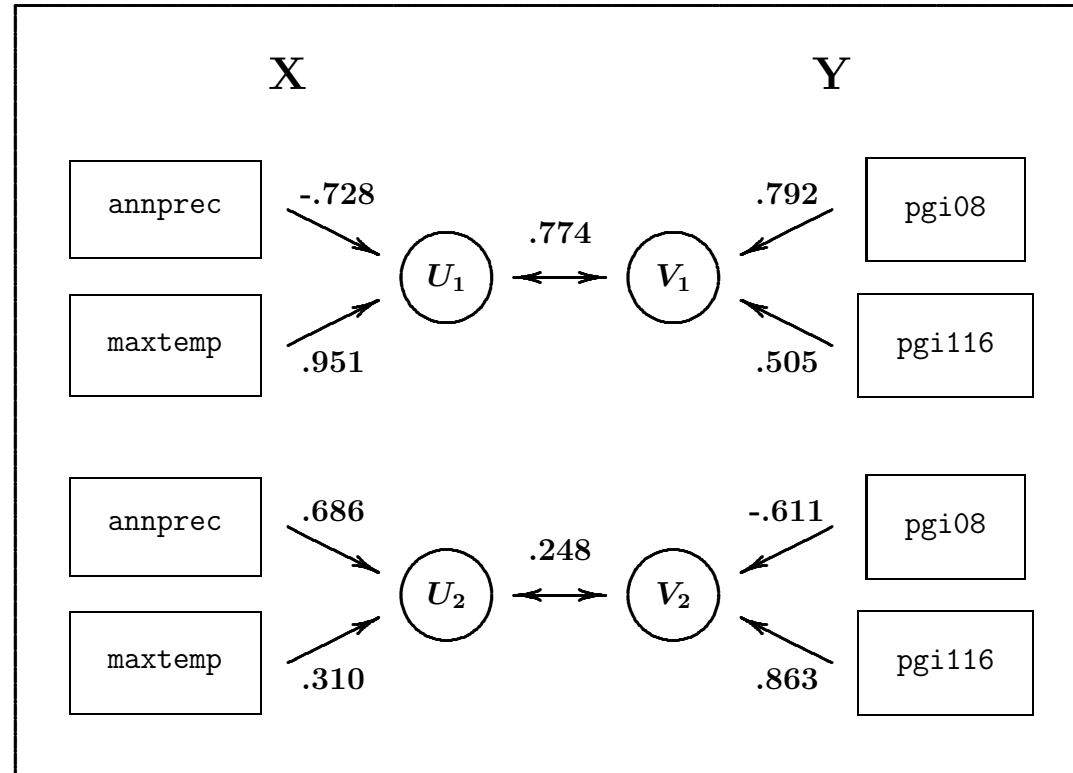 X Y
annprec -.728 .792 pgi08
U1 .774 V1
maxtemp .951 .505 pgi116
annprec .686 -.611 pgi08
U2 .248 V2
maxtemp .310 .863 pgi116